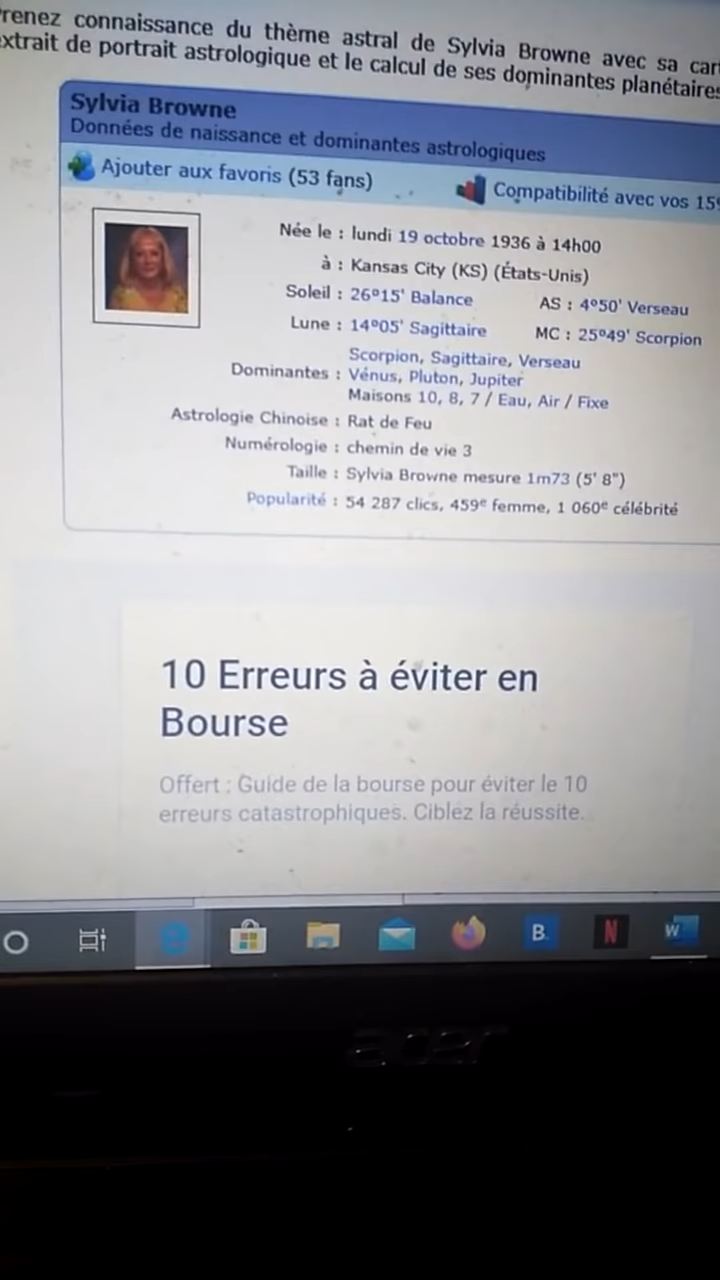 renez connaissance du thème astral de Sylvia Browne avec sa car
xtrait de portrait astrologique et le calcul de ses dominantes planétaires
Sylvia Browne
Données de naissance et dominantes astrologiques
Ajouter aux favoris (53 fans)
Compatibilité avec vos 15
Née le : lundi 19 octobre 1936 à 14h00
à : Kansas City (KS) (États-Unis)
Soleil : 26°15' Balance AS : 4°50' Verseau
Lune : 14°05' Sagittaire MC : 25°49' Scorpion
Scorpion, Sagittaire, Verseau
Dominantes : Vénus, Pluton, Jupiter
Maisons 10, 8, 7 / Eau, Air / Fixe
Astrologie Chinoise : Rat de Feu
Numérologie : chemin de vie 3
Taille : Sylvia Browne mesure 1m73 (5' 8")
Popularité : 54 287 clics, 459e femme, 1 060e célébrité
10 Erreurs à éviter en
Bourse
Offert : Guide de la bourse pour éviter le 10
erreurs catastrophiques. Ciblez la réussite.
B.
N
W
acer